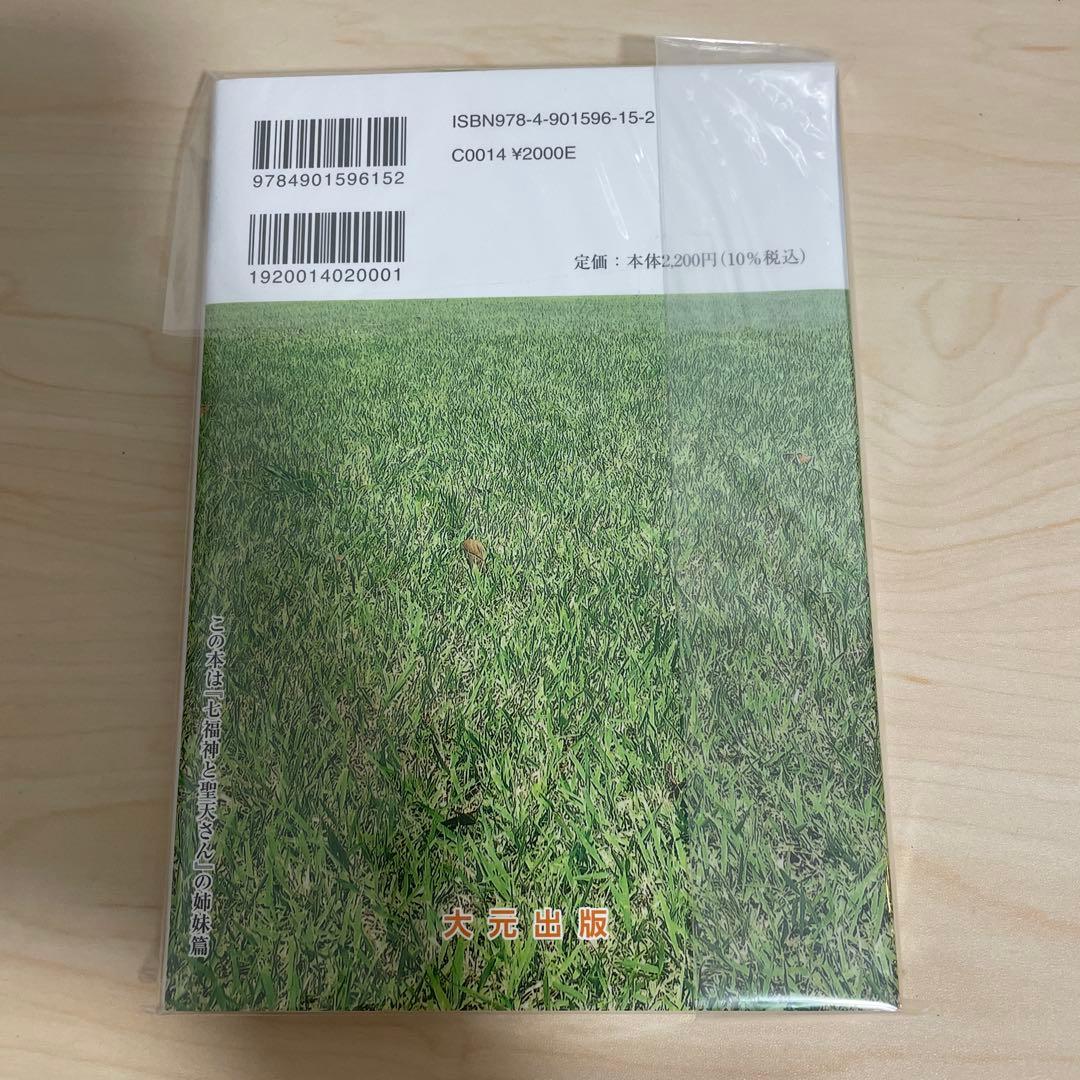 ISBN978-4-901596-15-2
C0014 ¥2000E
9784901596152
1920014020001
定価：本体2,200円（10％税込）
この本は『七福神と聖天さん』の姉妹篇
大元出版